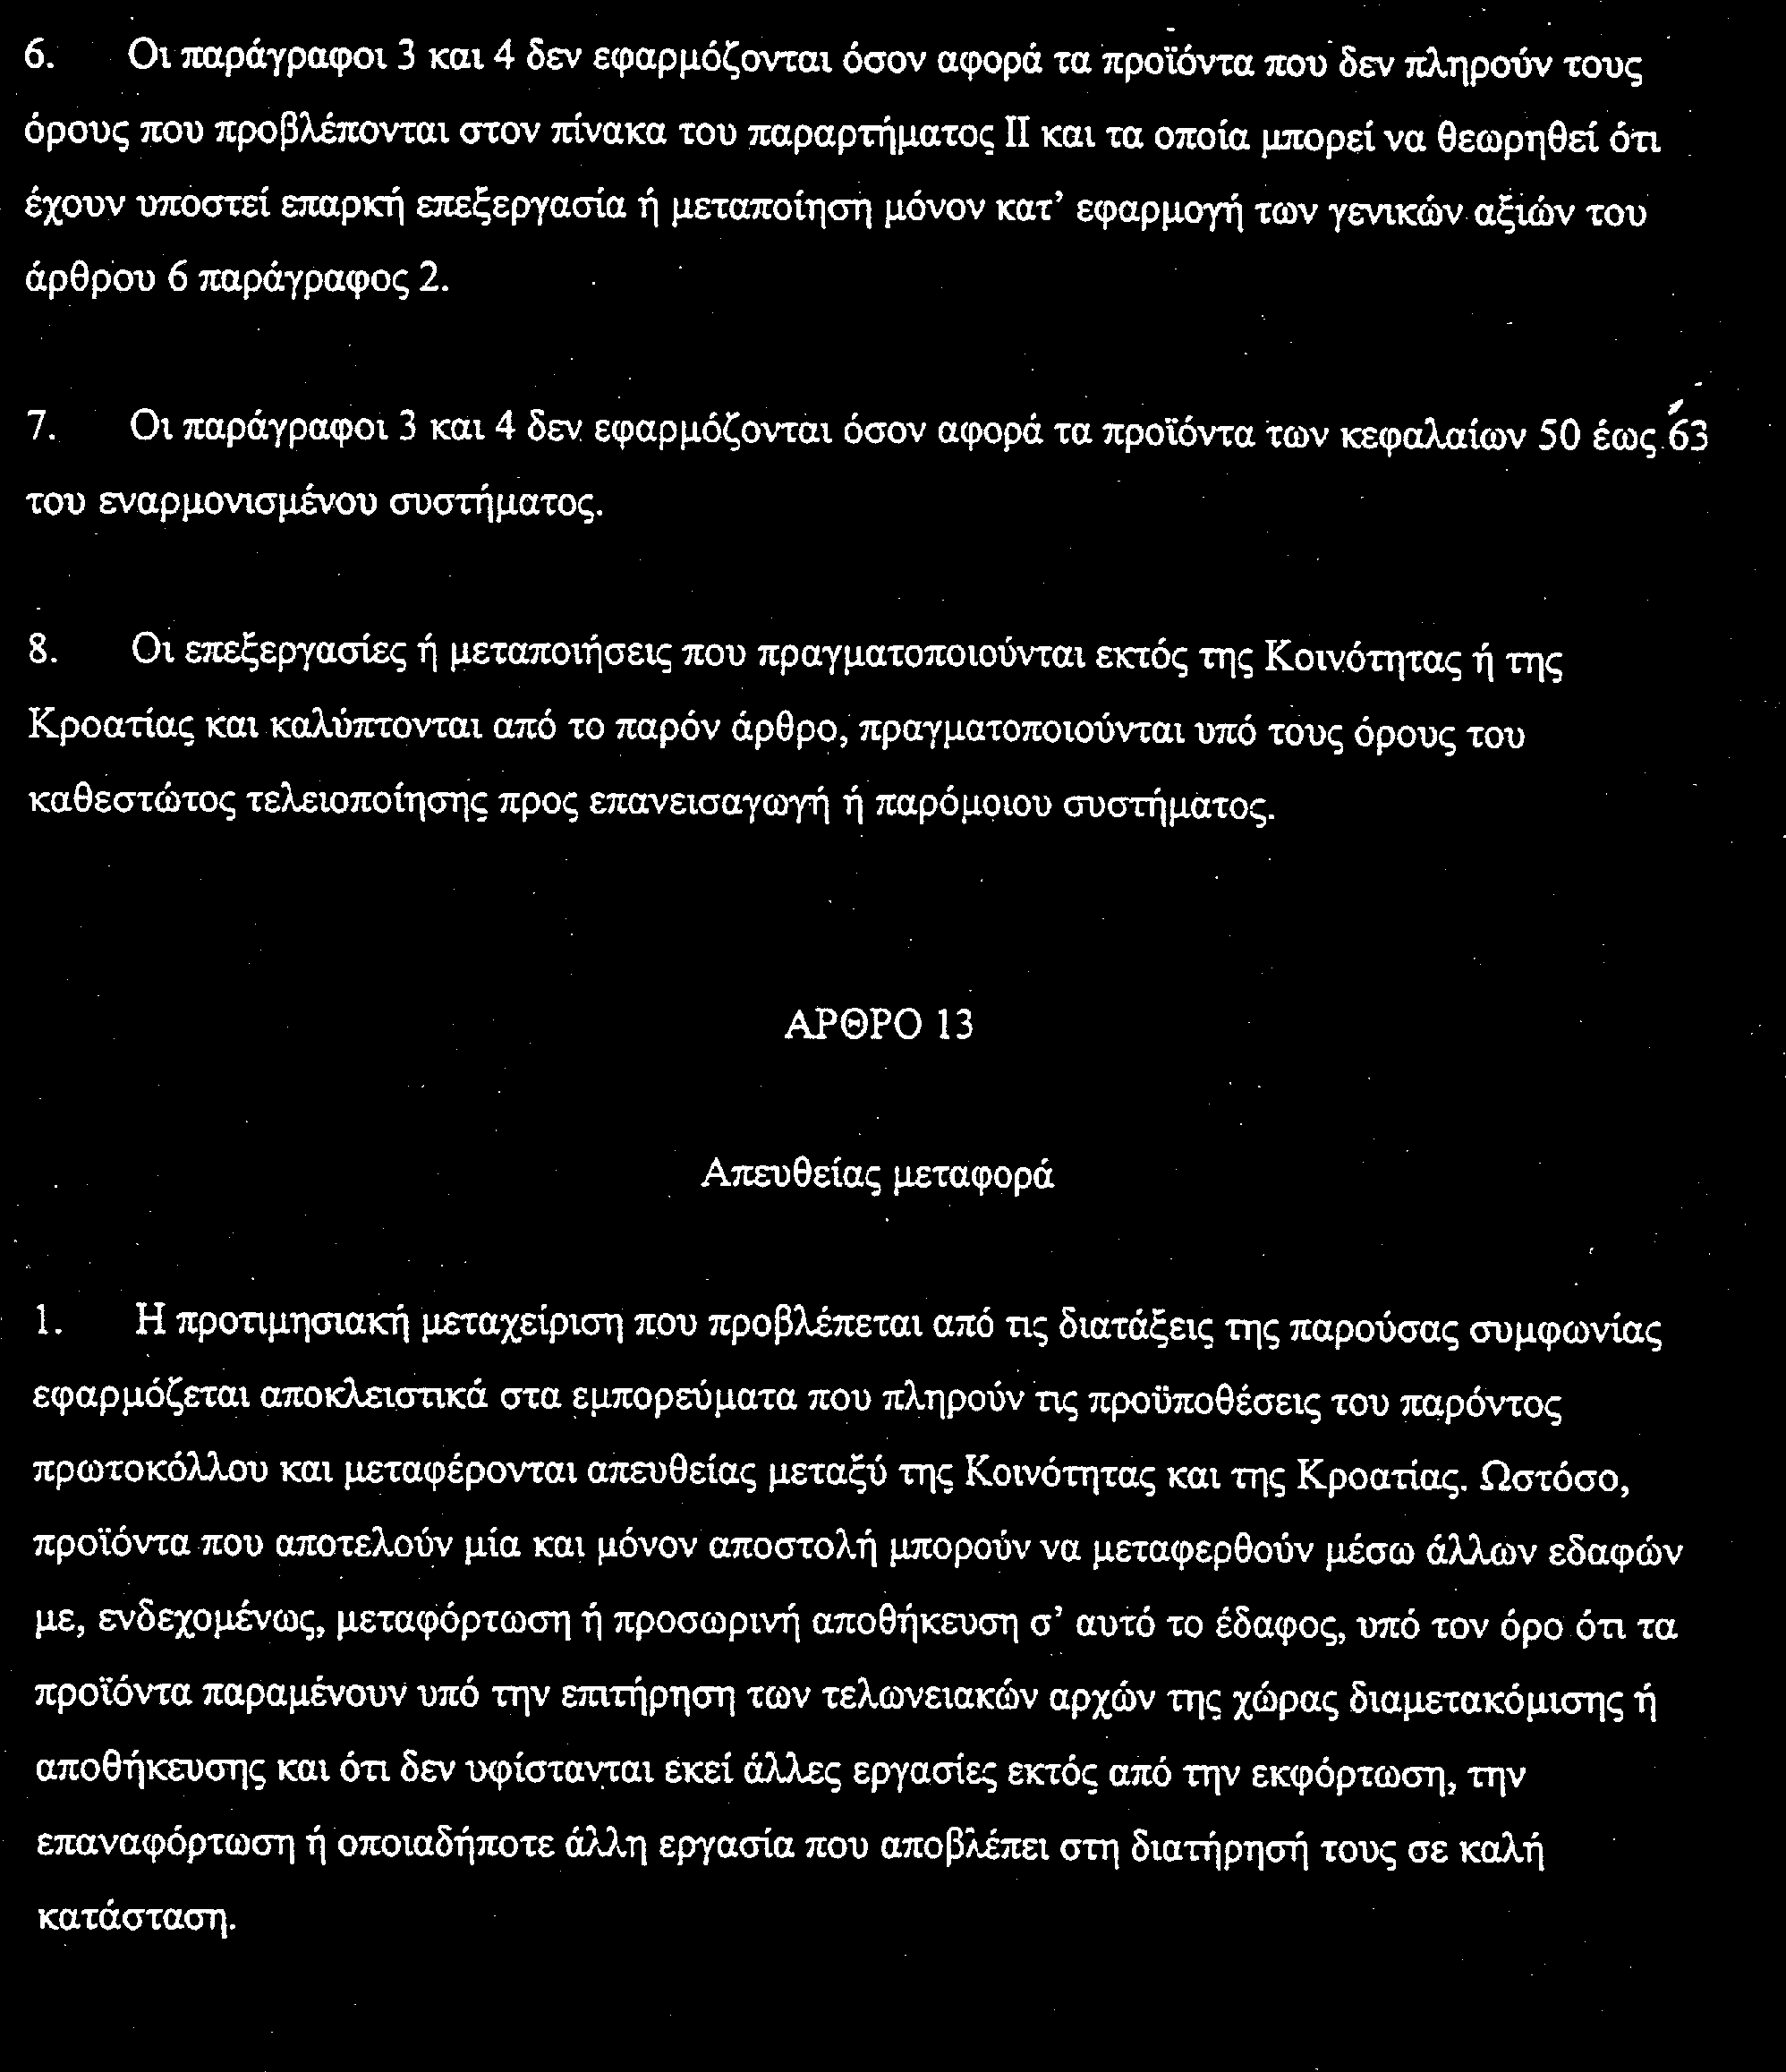 6. Οι παράγραφοι 3 και 4 δεν εφαρμόζονται όσον αφορά τα προϊόντα που δεν πληρούν τους
όρους που προβλέπονται στον πίνακα του παραρτήματος ΙΙ και τα οποία μπορεί να θεωρηθεί ότι
έχουν υποστεί επαρκή επεξεργασία ή μεταποίηση μόνον κατ’ εφαρμογή των γενικών αξιών του
άρθρου 6 παράγραφος 2.
7. Οι παράγραφοι 3 και 4 δεν εφαρμόζονται όσον αφορά τα προϊόντα των κεφαλαίων 50 έως 63
του εναρμονισμένου συστήματος.
8. Οι επεξεργασίες ή μεταποιήσεις που πραγματοποιούνται εκτός της Κοινότητας ή της
Κροατίας και καλύπτονται από το παρόν άρθρο, πραγματοποιούνται υπό τους όρους του
καθεστώτος τελειοποίησης προς επανεισαγωγή ή παρόμοιου συστήματος.
ΑΡΘΡΟ 13
Απευθείας μεταφορά
1. Η προτιμησιακή μεταχείριση που προβλέπεται από τις διατάξεις της παρούσας συμφωνίας
εφαρμόζεται αποκλειστικά στα εμπορεύματα που πληρούν τις προϋποθέσεις του παρόντος
πρωτοκόλλου και μεταφέρονται απευθείας μεταξύ της Κοινότητας και της Κροατίας. Ωστόσο,
προϊόντα που αποτελούν μία και μόνον αποστολή μπορούν να μεταφερθούν μέσω άλλων εδαφών
με, ενδεχομένως, μεταφόρτωση ή προσωρινή αποθήκευση σ’ αυτό το έδαφος, υπό τον όρο ότι τα
προϊόντα παραμένουν υπό την επιτήρηση των τελωνειακών αρχών της χώρας διαμετακόμισης ή
αποθήκευσης και ότι δεν υφίστανται εκεί άλλες εργασίες εκτός από την εκφόρτωση, την
επαναφόρτωση ή οποιαδήποτε άλλη εργασία που αποβλέπει στη διατήρησή τους σε καλή
κατάσταση.